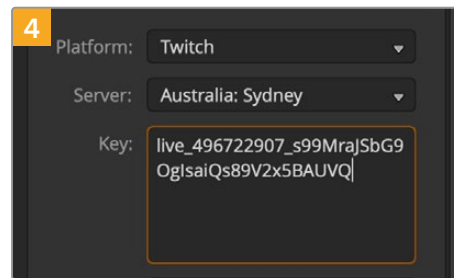 4
Platform: Twitch
Server: Australia: Sydney
Key: live_496722907_s99MraJSbG9
OgIsaiQs89V2x5BAUVQ